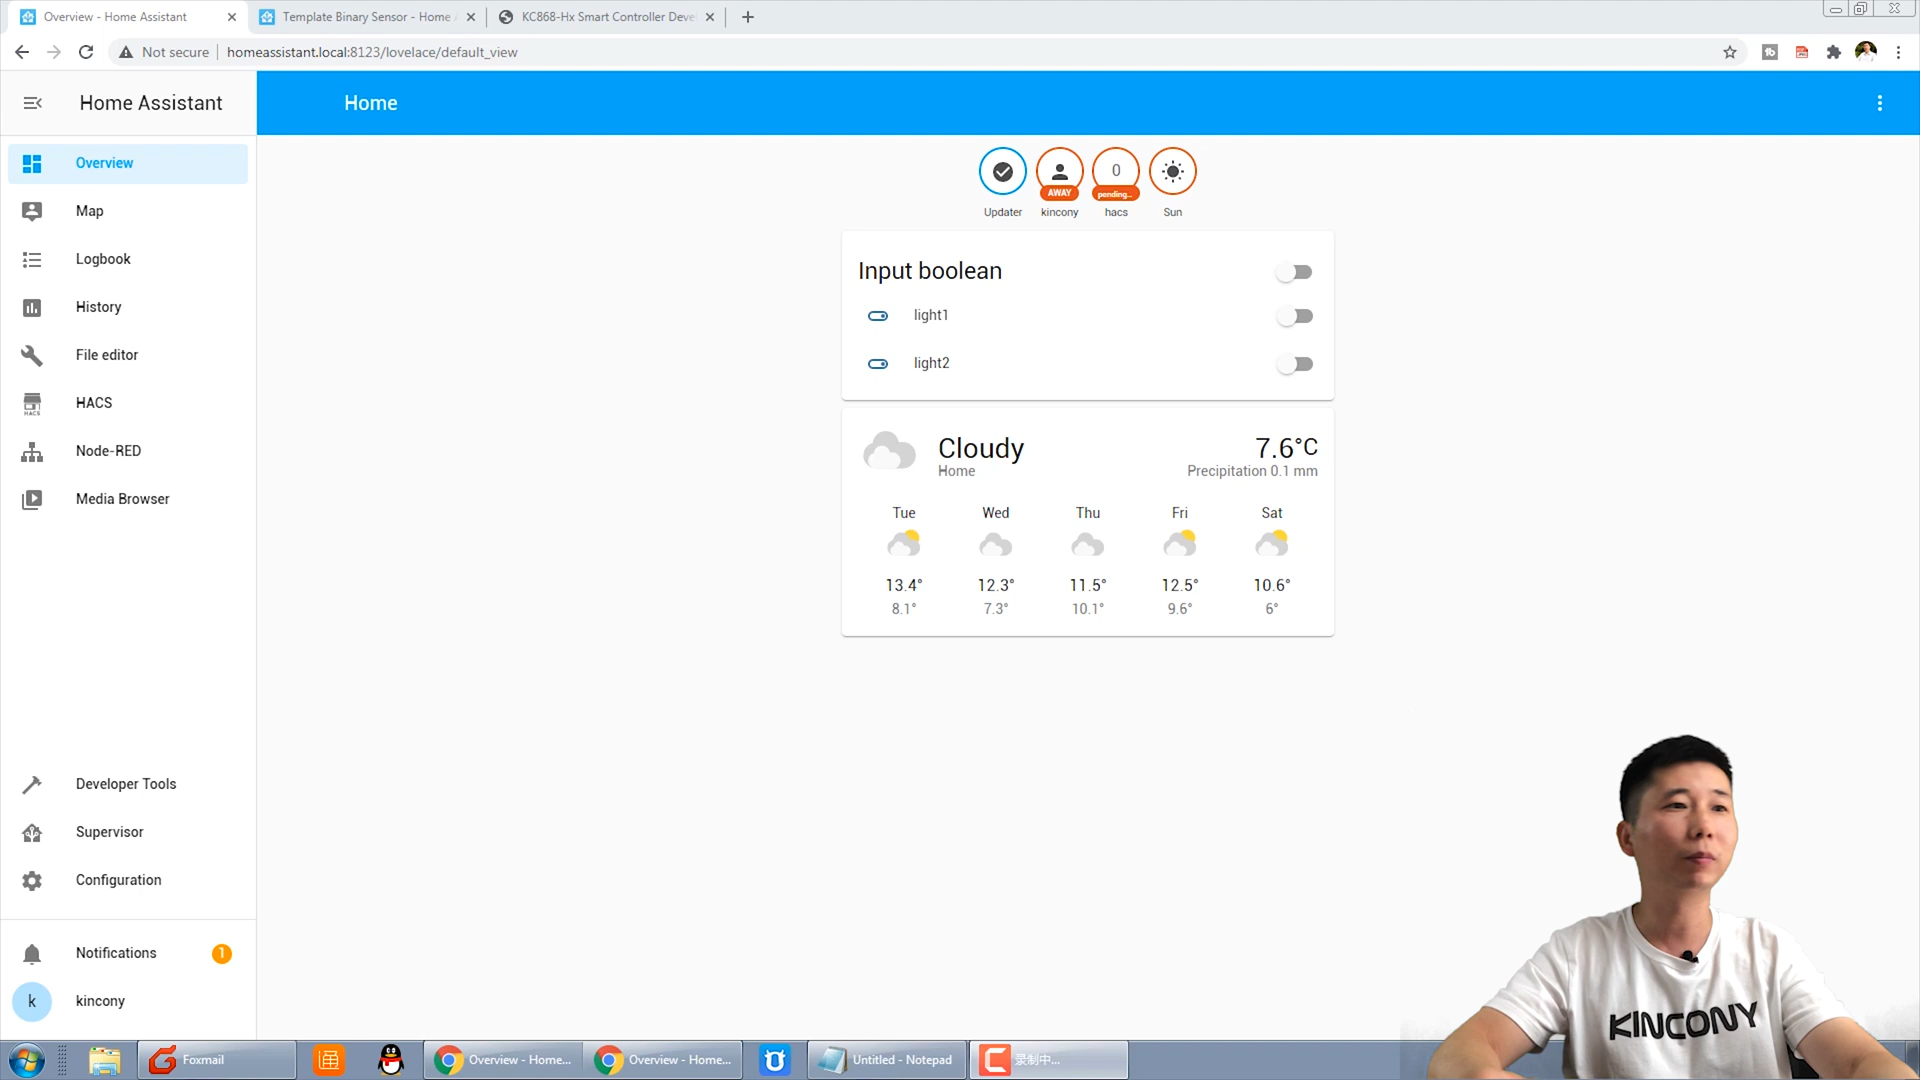 Overview - Home Assistant
Template Binary Sensor - Home
KC868-Hx Smart Controller Deve
Not secure
homeassistant.local:8123/lovelace/default_view
Home Assistant
Home
Overview
Map
Logbook
History
File editor
HACS
Node-RED
Media Browser
Developer Tools
Supervisor
Configuration
Notifications
1
k
kincony
AWAY
0
pending...
Updater
kincony
hacs
Sun
Input boolean
light1
light2
Cloudy
Home
7.6°C
Precipitation 0.1 mm
Tue Wed Thu Fri Sat
13.4° 12.3° 11.5° 12.5° 10.6°
8.1° 7.3° 10.1° 9.6° 6°
KINCONY
Foxmail
Overview - Home...
Overview - Home...
Untitled - Notepad
录制中...